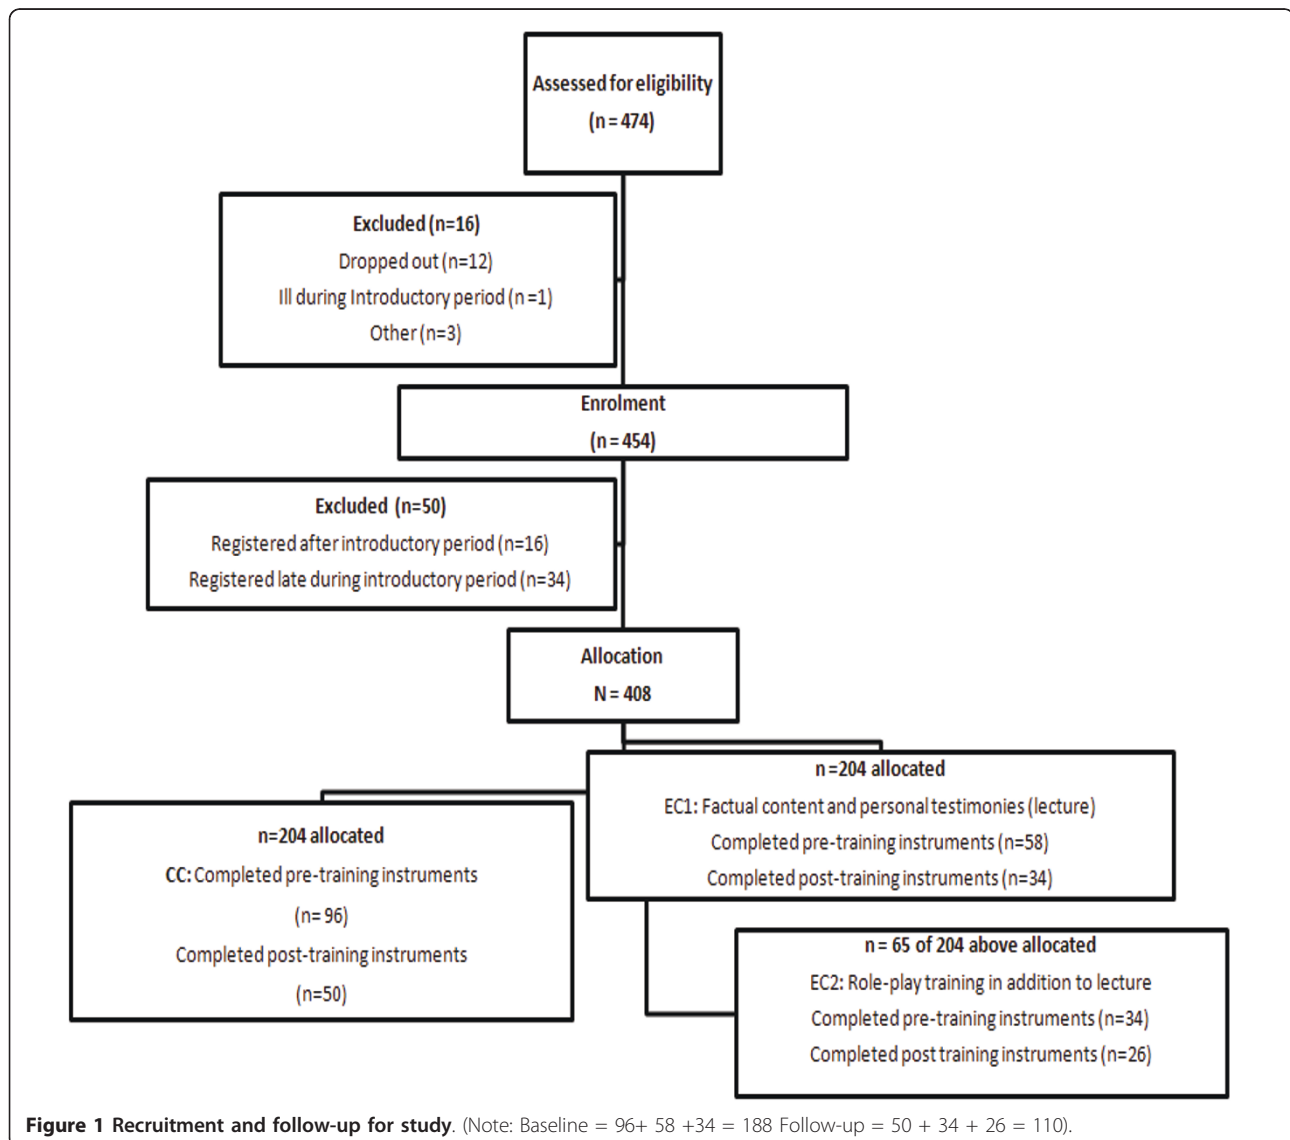 Assessed for eligibility
(n = 474)
Excluded (n=16)
Dropped out (n=12)
Ill during Introductory period (n =1)
Other (n=3)
Enrolment
(n = 454)
Excluded (n=50)
Registered after introductory period (n=16)
Registered late during introductory period (n=34)
Allocation
N = 408
n =204 allocated
EC1: Factual content and personal testimonies (lecture)
Completed pre-training instruments (n=58)
Completed post-training instruments (n=34)
n=204 allocated
CC: Completed pre-training instruments
(n= 96)
Completed post-training instruments
(n=50)
n = 65 of 204 above allocated
EC2: Role-play training in addition to lecture
Completed pre-training instruments (n=34)
Completed post training instruments (n=26)
Figure 1 Recruitment and follow-up for study. (Note: Baseline = 96+ 58 +34 = 188 Follow-up = 50 + 34 + 26 = 110).